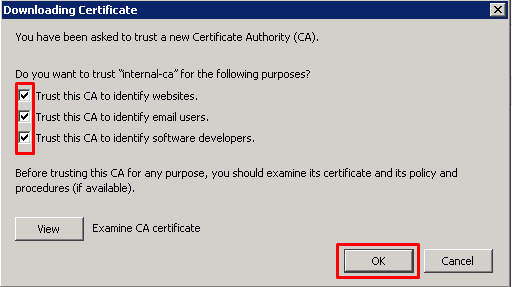 Downloading Certificate
You have been asked to trust a new Certificate Authority (CA).
Do you want to trust "internal-ca" for the following purposes?
Trust this CA to identify websites.
Trust this CA to identify email users.
Trust this CA to identify software developers.
Before trusting this CA for any purpose, you should examine its certificate and its policy and
procedures (if available).
View Examine CA certificate
OK Cancel